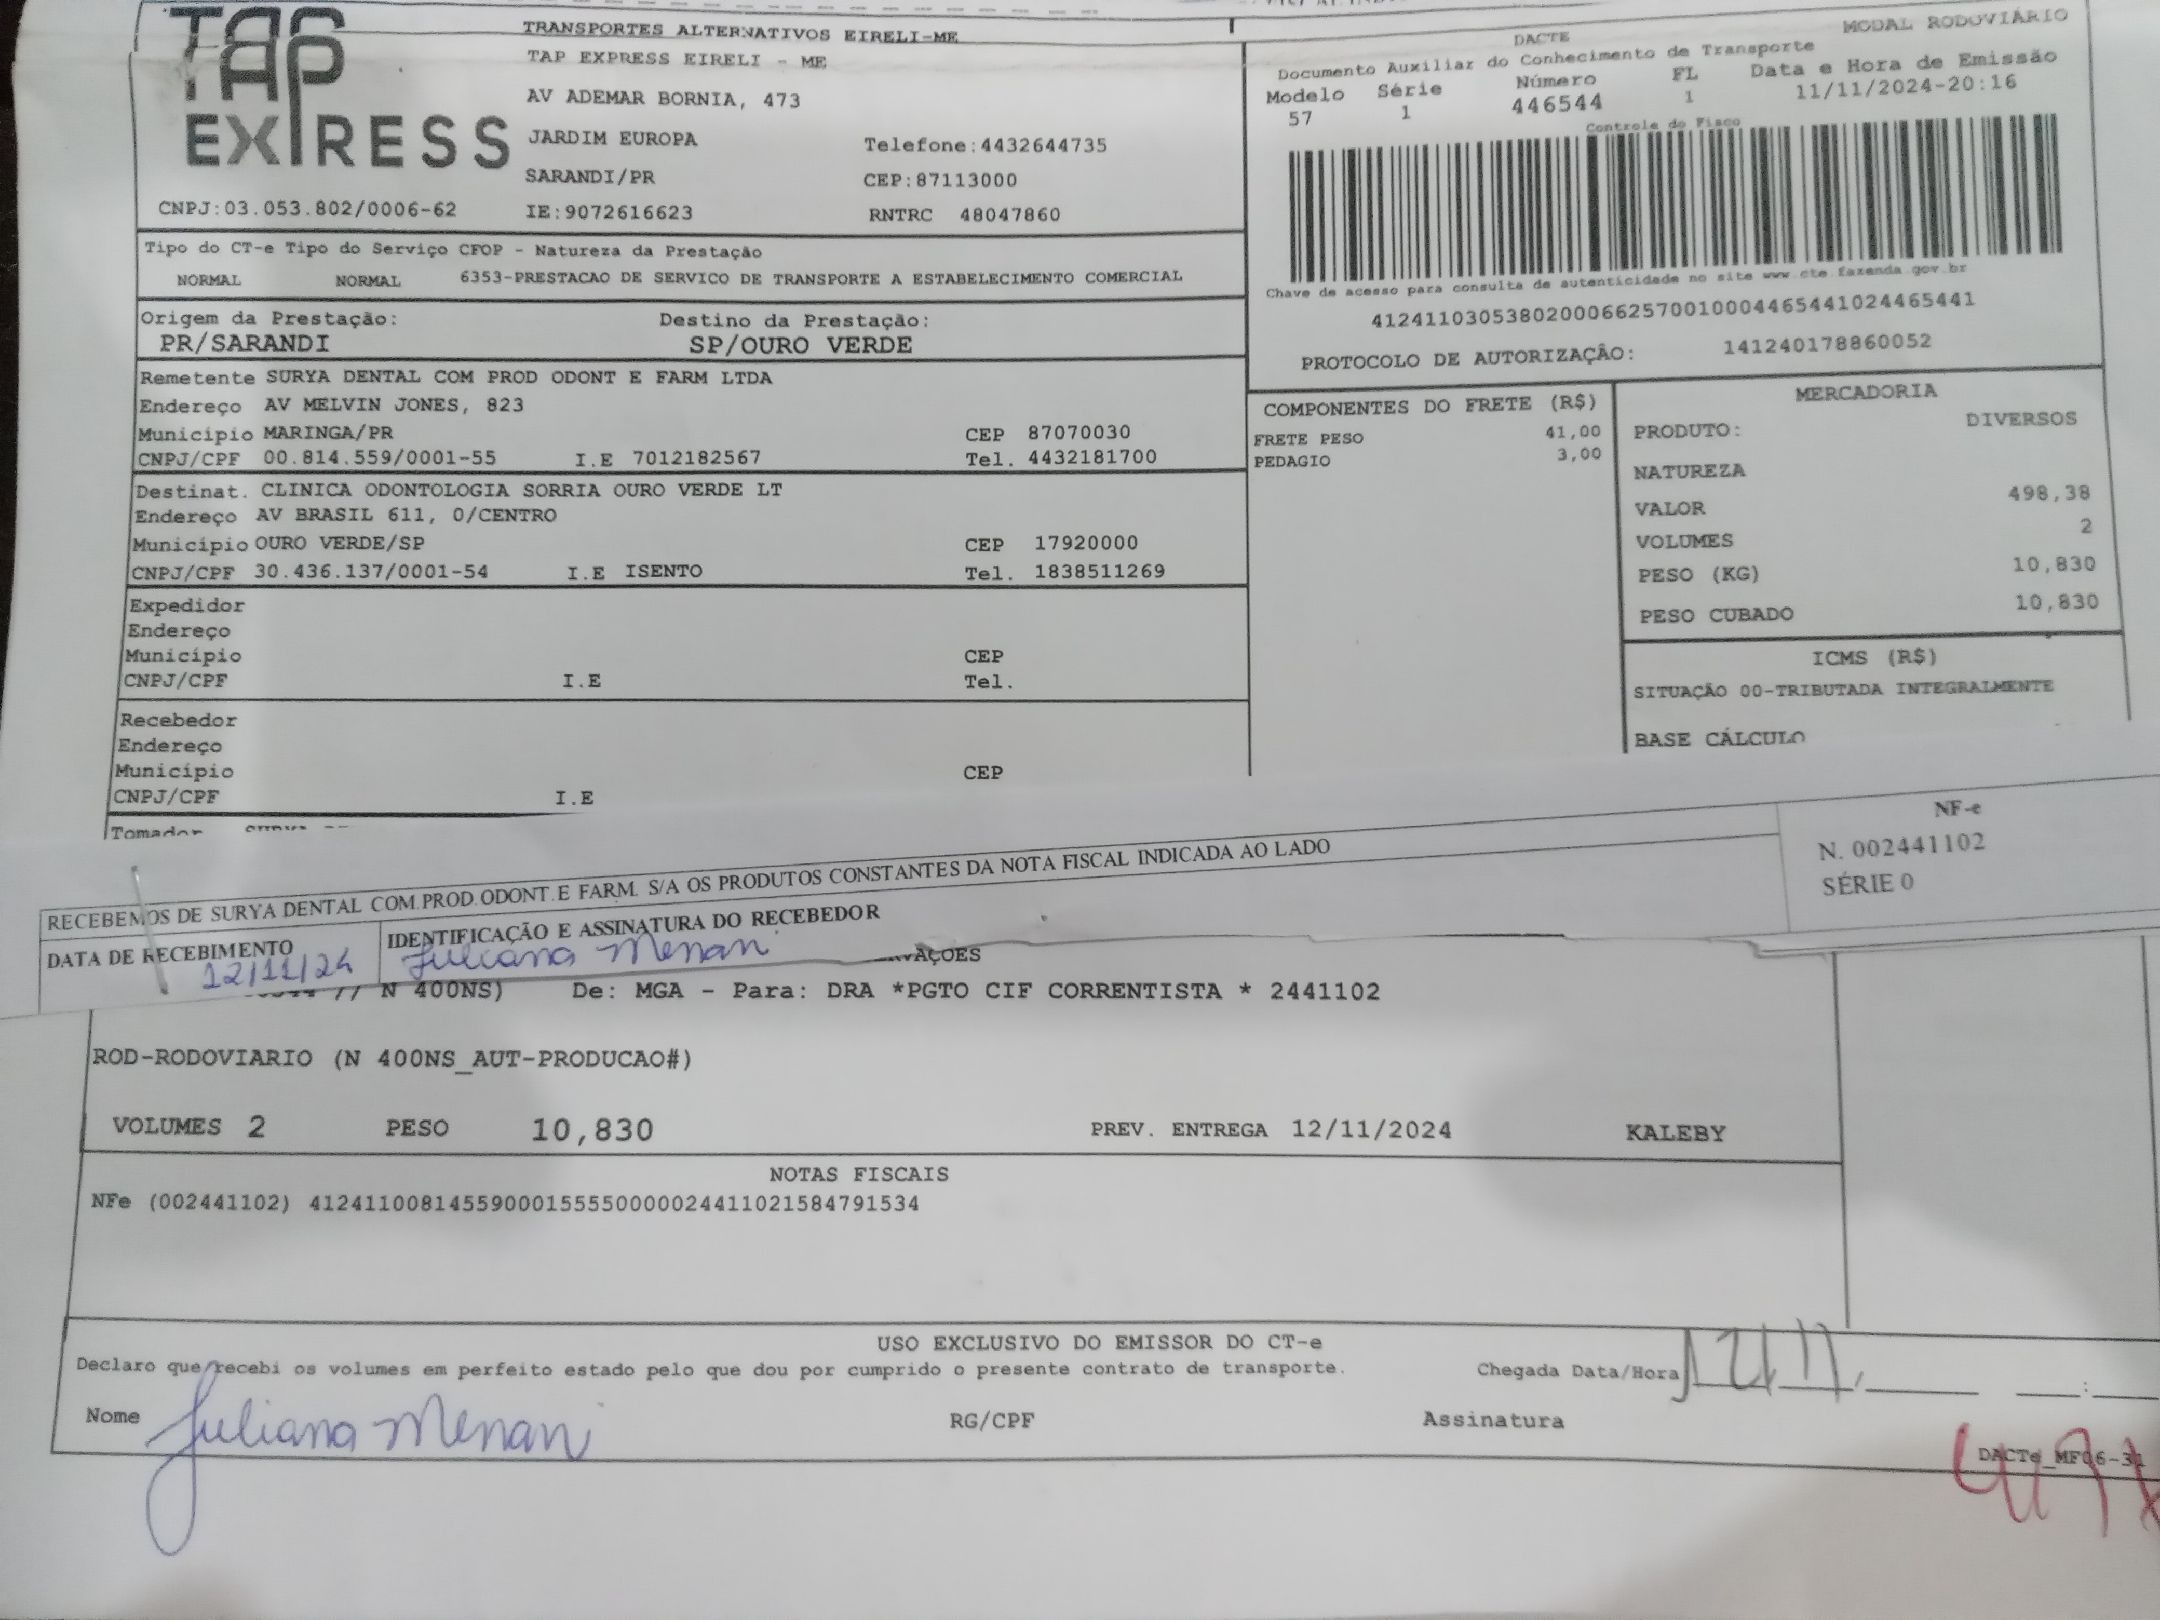 TAP EXPRESS
TRANSPORTES ALTERNATIVOS EIRELI-ME
TAP EXPRESS EIRELI - ME
AV ADEMAR BORNIA, 473
JARDIM EUROPA Telefone:4432644735
SARANDI/PR CEP:87113000
CNPJ:03.053.802/0006-62 IE:9072616623 RNTRC 48047860
MODAL RODOVIÁRIO
DACTE
Documento Auxiliar do Conhecimento de Transporte
Modelo Série Número FL Data e Hora de Emissão
57 1 446544 1 11/11/2024-20:16
Controle do Fisco
Chave de acesso para consulta de autenticidade no site www.cte.fazenda.gov.br
41241103053802000662570010004465441024465441
PROTOCOLO DE AUTORIZAÇÂO: 141240178860052
Tipo do CT-e Tipo do Serviço CFOP - Natureza da Prestação
NORMAL NORMAL 6353-PRESTACAO DE SERVICO DE TRANSPORTE A ESTABELECIMENTO COMERCIAL
Origem da Prestação: Destino da Prestação:
PR/SARANDI SP/OURO VERDE
Remetente SURYA DENTAL COM PROD ODONT E FARM LTDA
Endereço AV MELVIN JONES, 823
Município MARINGA/PR CEP 87070030
CNPJ/CPF 00.814.559/0001-55 I.E 7012182567 Tel. 4432181700
Destinat. CLINICA ODONTOLOGIA SORRIA OURO VERDE LT
Endereço AV BRASIL 611, 0/CENTRO
Município OURO VERDE/SP CEP 17920000
CNPJ/CPF 30.436.137/0001-54 I.E ISENTO Tel. 1838511269
Expedidor
Endereço
Município CEP
CNPJ/CPF I.E Tel.
Recebedor
Endereço
Município CEP
CNPJ/CPF I.E
Tomador
COMPONENTES DO FRETE (R$)
FRETE PESO 41,00
PEDAGIO 3,00
MERCADORIA
PRODUTO: DIVERSOS
NATUREZA
VALOR 498,38
VOLUMES 2
PESO (KG) 10,830
PESO CUBADO 10,830
ICMS (R$)
SITUAÇÃO 00-TRIBUTADA INTEGRALMENTE
BASE CÁLCULO
RECEBEMOS DE SURYA DENTAL COM.PROD.ODONT.E FARM. S/A OS PRODUTOS CONSTANTES DA NOTA FISCAL INDICADA AO LADO
NF-e
N. 002441102
SÉRIE 0
DATA DE RECEBIMENTO IDENTIFICAÇÃO E ASSINATURA DO RECEBEDOR
12/11/24 Juliana Menani
N 400NS) De: MGA - Para: DRA *PGTO CIF CORRENTISTA * 2441102
ROD-RODOVIARIO (N 400NS_AUT-PRODUCAO#)
VOLUMES 2 PESO 10,830 PREV. ENTREGA 12/11/2024 KALEBY
NOTAS FISCAIS
NFe (002441102) 41241100814559000155550000024411021584791534
USO EXCLUSIVO DO EMISSOR DO CT-e
Declaro que recebi os volumes em perfeito estado pelo que dou por cumprido o presente contrato de transporte. Chegada Data/Hora 12/11/
Nome Juliana Menani RG/CPF Assinatura
DACTe_MF06-31